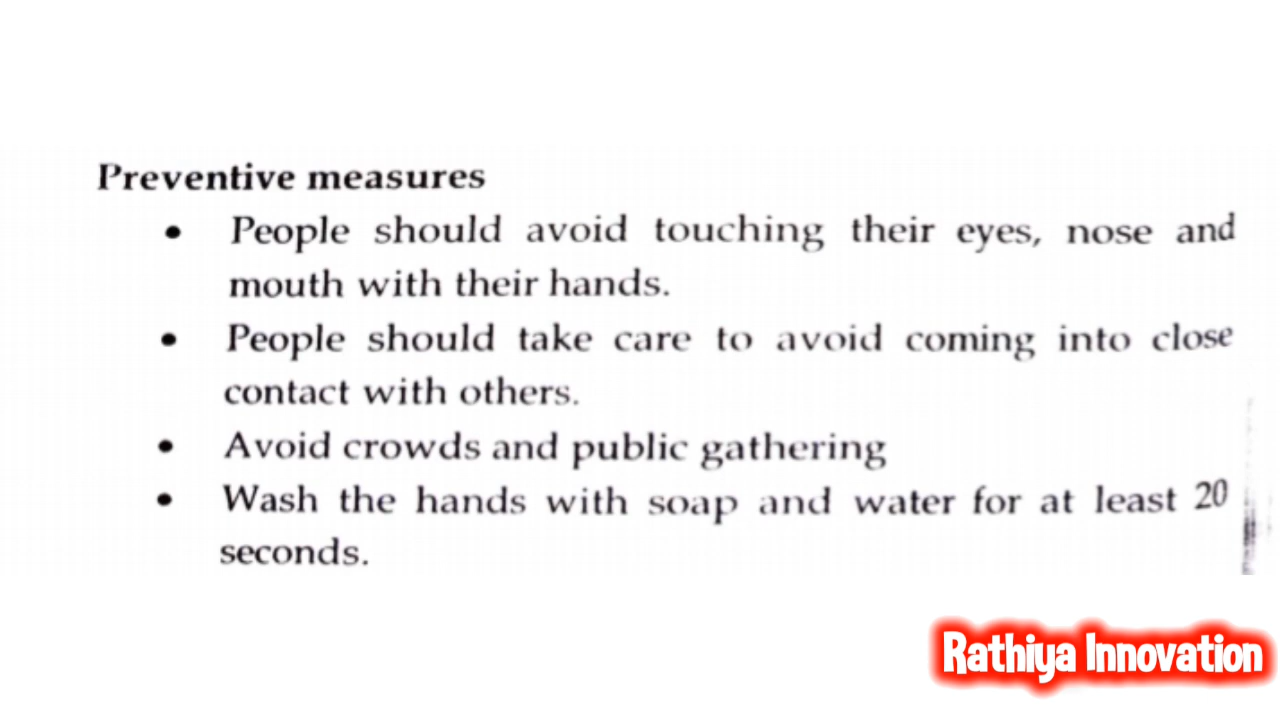 Preventive measures
• People should avoid touching their eyes, nose and
mouth with their hands.
• People should take care to avoid coming into close
contact with others.
• Avoid crowds and public gathering
• Wash the hands with soap and water for at least 20
seconds.
Rathiya Innovation